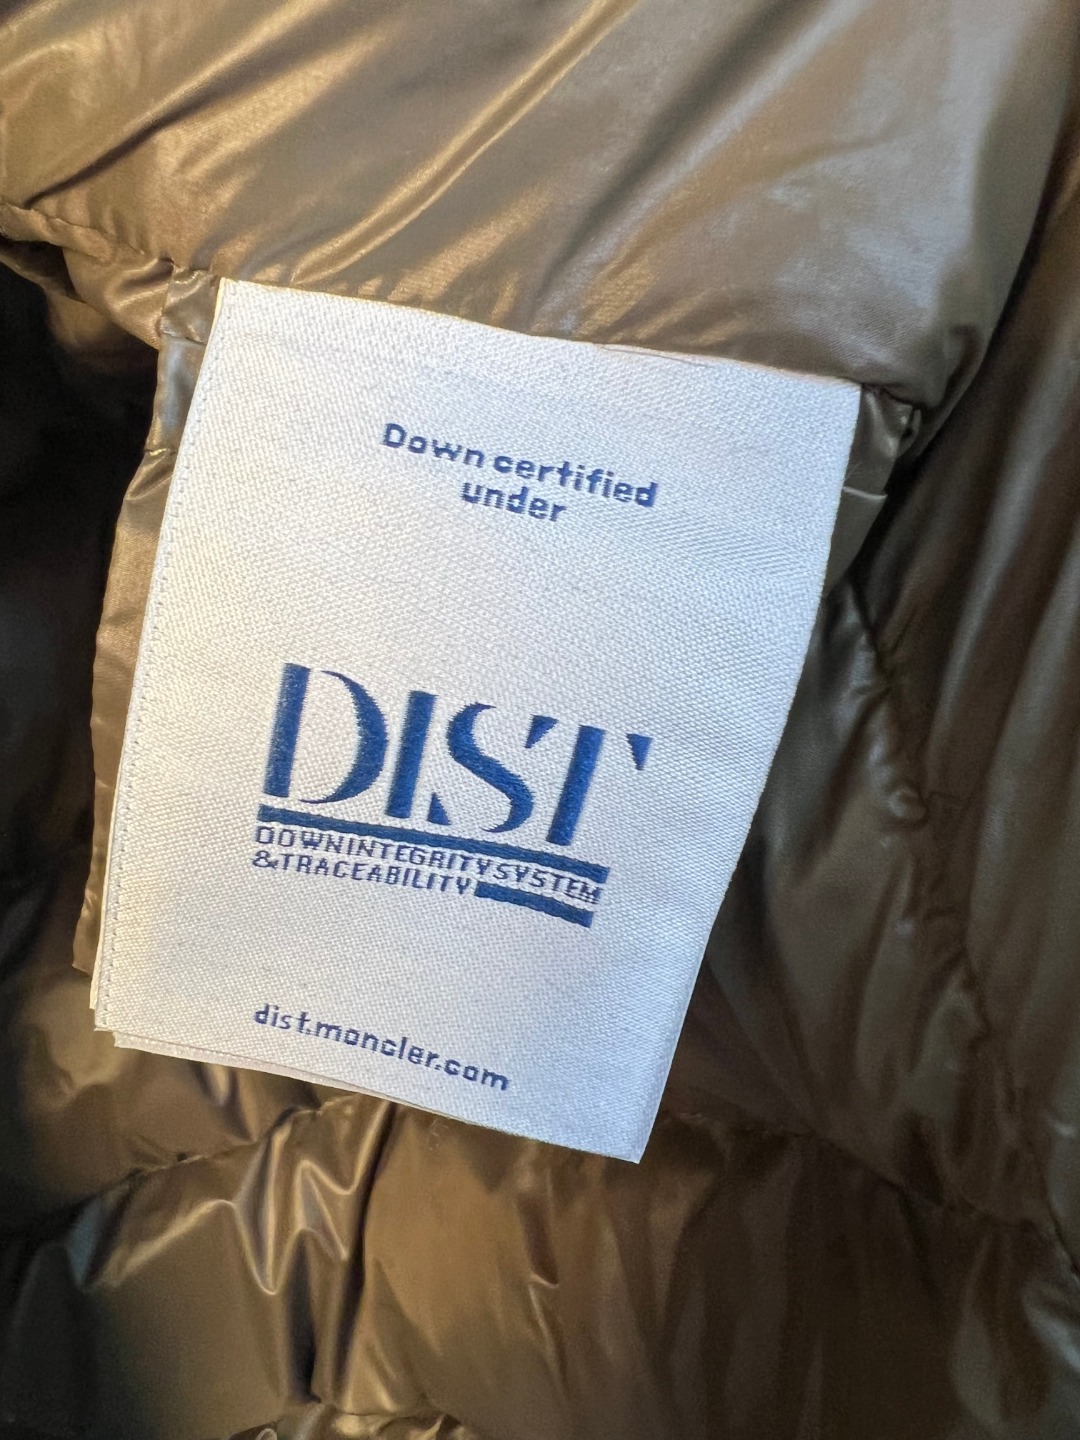 Down certified
under
DIST
DOWNINTEGRITYSYSTEM
&TRACEABILITY
dist.moncler.com